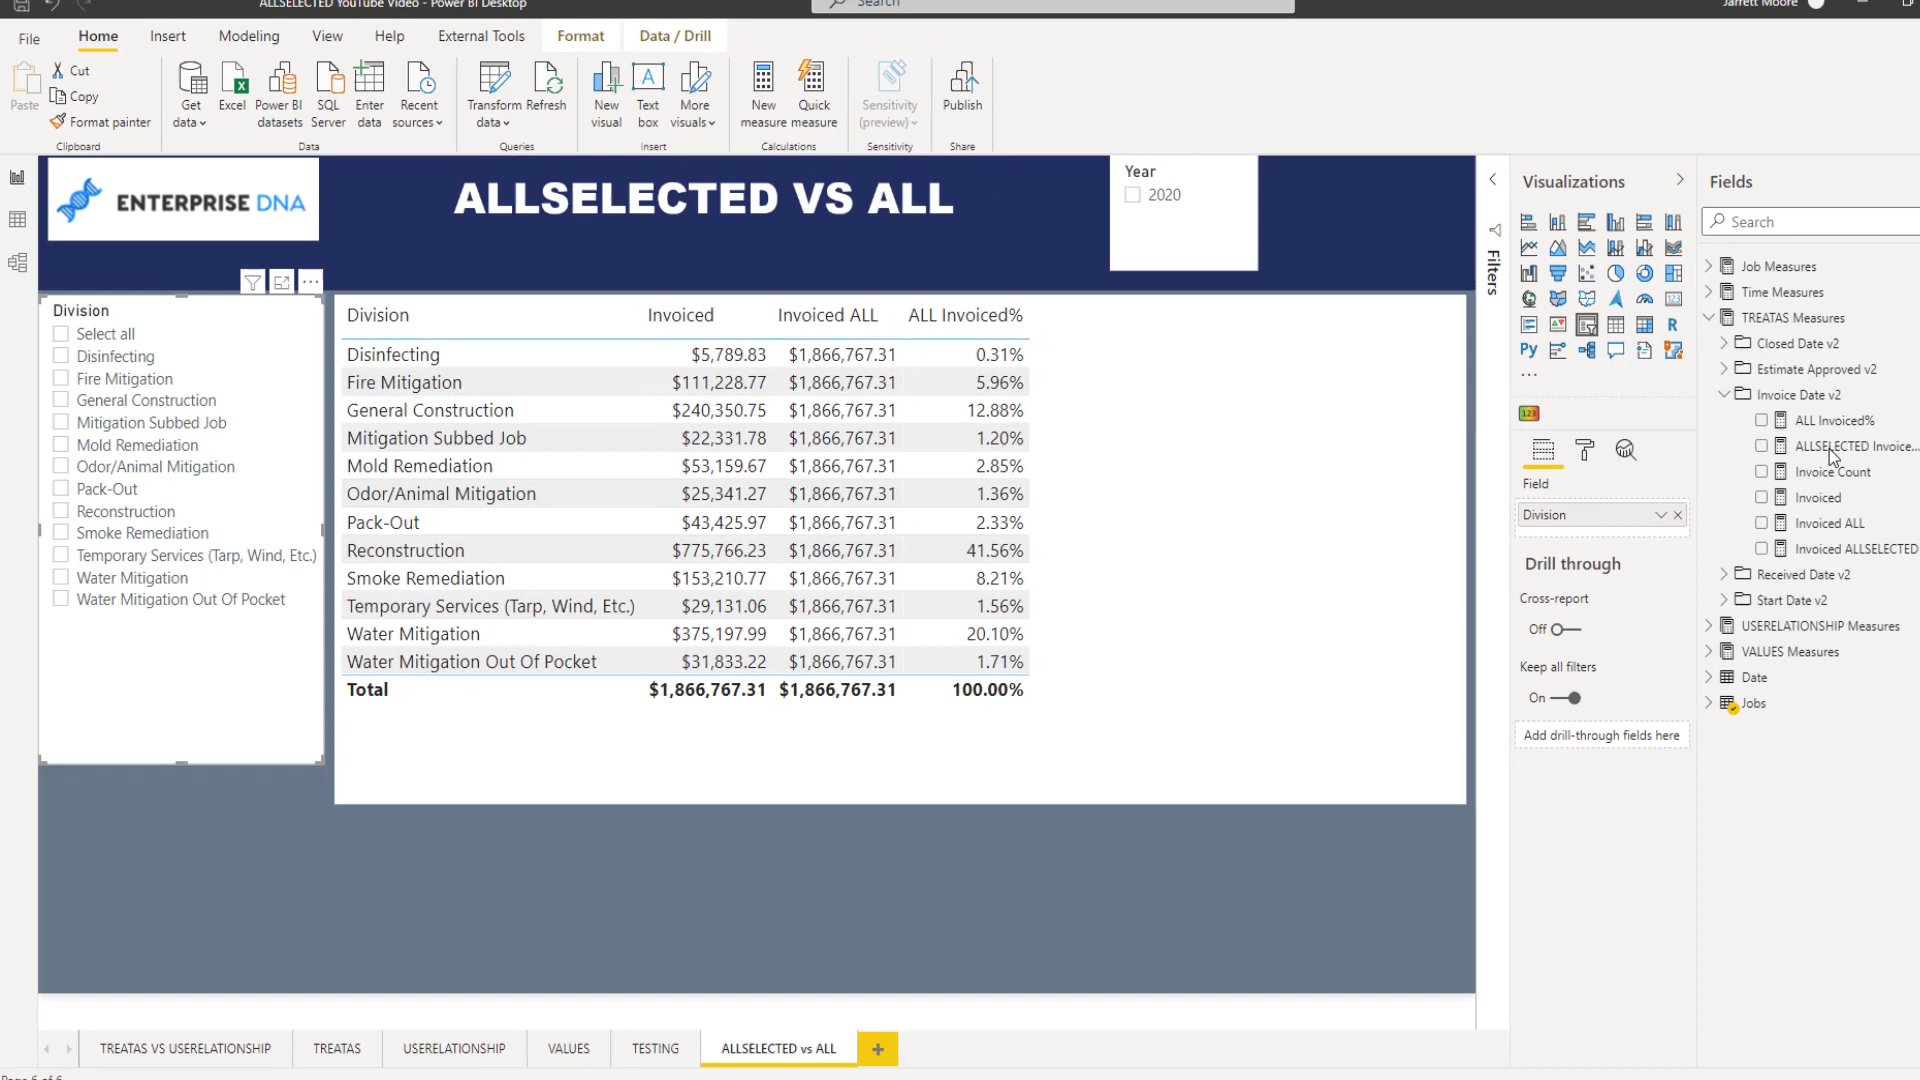 ALLSELECTED YouTube Video - Power BI Desktop
Search
Jarrett Moore
File Home Insert Modeling View Help External Tools Format Data / Drill
Paste
Cut
Copy
Format painter
Clipboard
Get data
Excel
Power BI datasets
SQL Server
Enter data
Recent sources
Data
Transform data
Refresh
Queries
New visual
Text box
More visuals
Insert
New measure
Quick measure
Calculations
Sensitivity (preview)
Sensitivity
Publish
Share
ENTERPRISE DNA
ALLSELECTED VS ALL
Year
2020
Division
Select all
Disinfecting
Fire Mitigation
General Construction
Mitigation Subbed Job
Mold Remediation
Odor/Animal Mitigation
Pack-Out
Reconstruction
Smoke Remediation
Temporary Services (Tarp, Wind, Etc.)
Water Mitigation
Water Mitigation Out Of Pocket
Division Invoiced Invoiced ALL ALL Invoiced%
Disinfecting $5,789.83 $1,866,767.31 0.31%
Fire Mitigation $111,228.77 $1,866,767.31 5.96%
General Construction $240,350.75 $1,866,767.31 12.88%
Mitigation Subbed Job $22,331.78 $1,866,767.31 1.20%
Mold Remediation $53,159.67 $1,866,767.31 2.85%
Odor/Animal Mitigation $25,341.27 $1,866,767.31 1.36%
Pack-Out $43,425.97 $1,866,767.31 2.33%
Reconstruction $775,766.23 $1,866,767.31 41.56%
Smoke Remediation $153,210.77 $1,866,767.31 8.21%
Temporary Services (Tarp, Wind, Etc.) $29,131.06 $1,866,767.31 1.56%
Water Mitigation $375,197.99 $1,866,767.31 20.10%
Water Mitigation Out Of Pocket $31,833.22 $1,866,767.31 1.71%
Total $1,866,767.31 $1,866,767.31 100.00%
Filters
Visualizations
R
Py
123
Field
Division
Drill through
Cross-report
Off
Keep all filters
On
Add drill-through fields here
Fields
Search
Job Measures
Time Measures
TREATAS Measures
Closed Date v2
Estimate Approved v2
Invoice Date v2
ALL Invoiced%
ALLSELECTED Invoice...
Invoice Count
Invoiced
Invoiced ALL
Invoiced ALLSELECTED
Received Date v2
Start Date v2
USERELATIONSHIP Measures
VALUES Measures
Date
Jobs
TREATAS VS USERELATIONSHIP TREATAS USERELATIONSHIP VALUES TESTING ALLSELECTED vs ALL
Page 6 of 6